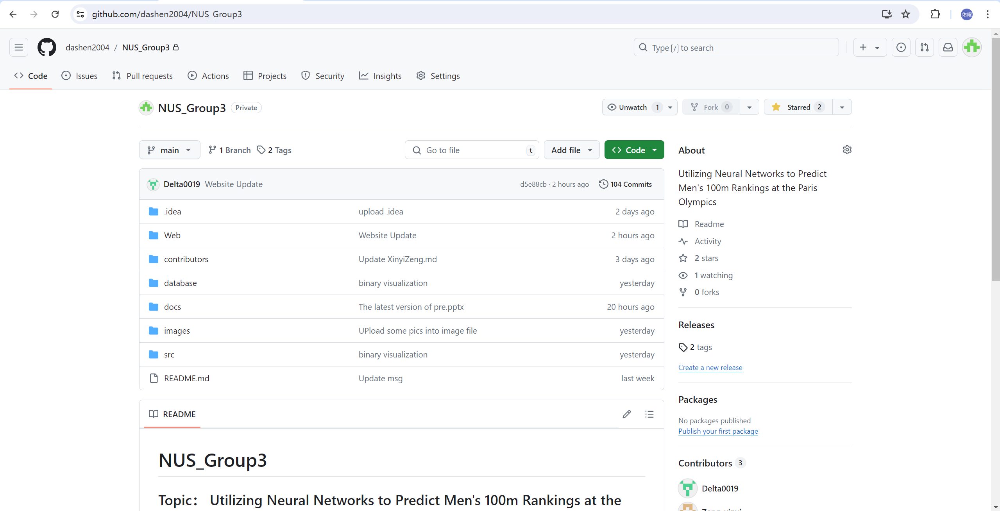 github.com/dashen2004/NUS_Group3
佑耀
dashen2004 / NUS_Group3
Type / to search
Code Issues Pull requests Actions Projects Security Insights Settings
NUS_Group3 Private
Unwatch 1 Fork 0 Starred 2
main 1 Branch 2 Tags
Go to file t Add file Code
Delta0019 Website Update d5e88cb · 2 hours ago 104 Commits
.idea upload .idea 2 days ago
Web Website Update 2 hours ago
contributors Update XinyiZeng.md 3 days ago
database binary visualization yesterday
docs The latest version of pre.pptx 20 hours ago
images UPload some pics into image file yesterday
src binary visualization yesterday
README.md Update msg last week
README
NUS_Group3
Topic： Utilizing Neural Networks to Predict Men's 100m Rankings at the
About
Utilizing Neural Networks to Predict
Men's 100m Rankings at the Paris
Olympics
Readme
Activity
2 stars
1 watching
0 forks
Releases
2 tags
Create a new release
Packages
No packages published
Publish your first package
Contributors 3
Delta0019